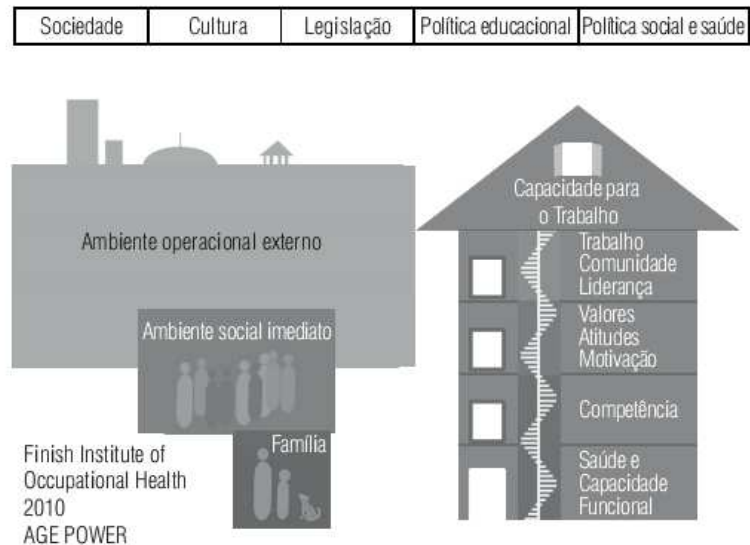 Sociedade Cultura Legislação Política educacional Política social e saúde
Capacidade para
o Trabalho
Ambiente operacional externo
Trabalho
Comunidade
Liderança
Ambiente social imediato
Valores
Atitudes
Motivação
Competência
Família
Saúde e
Capacidade
Funcional
Finish Institute of
Occupational Health
2010
AGE POWER